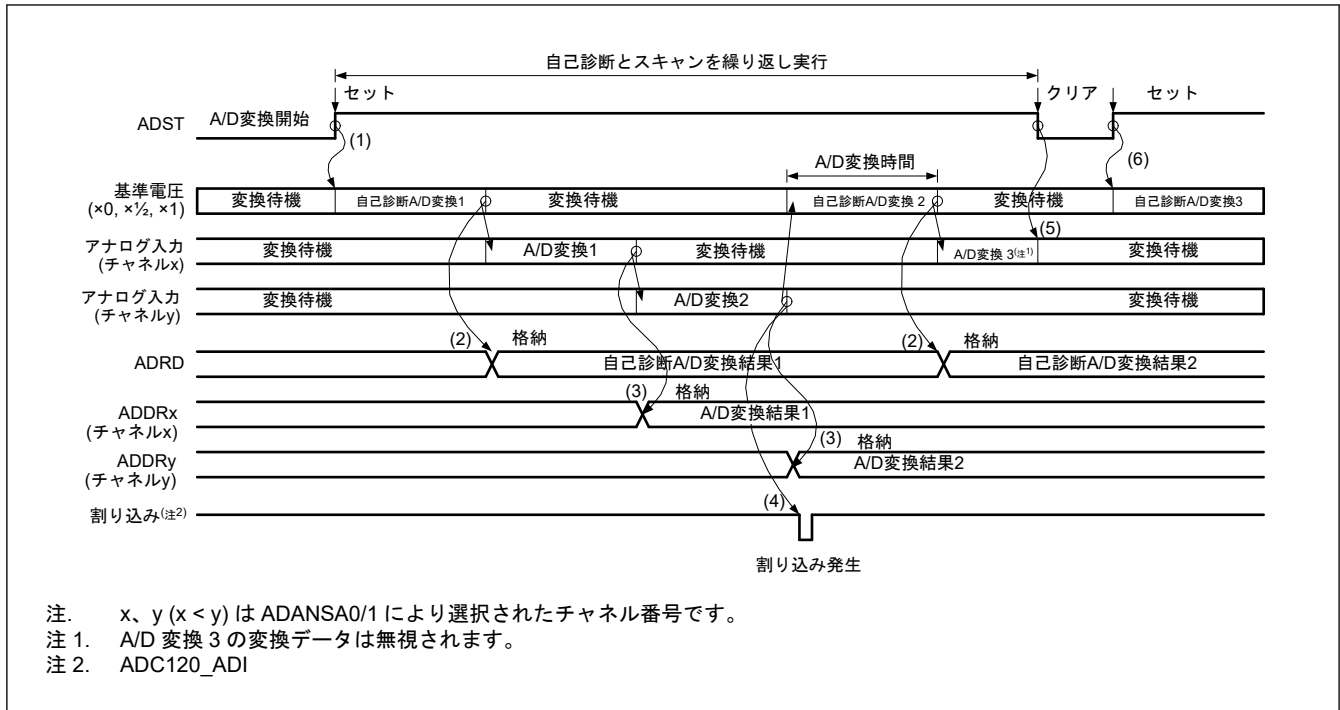 自己診断とスキャンを繰り返し実行
セット
クリア
セット
ADST
A/D変換開始
(1)
(6)
A/D変換時間
基準電圧
(×0, ×½, ×1)
変換待機
自己診断A/D変換1
変換待機
自己診断A/D変換 2
変換待機
自己診断A/D変換3
(5)
アナログ入力
(チャネルx)
変換待機
A/D変換1
変換待機
A/D変換 3(注1)
変換待機
アナログ入力
(チャネルy)
変換待機
A/D変換2
変換待機
ADRD
(2)
格納
自己診断A/D変換結果1
(2)
格納
自己診断A/D変換結果2
ADDRx
(チャネルx)
(3)
格納
A/D変換結果1
ADDRy
(チャネルy)
(3)
格納
A/D変換結果2
割り込み(注2)
(4)
割り込み発生
注. x、y (x < y) は ADANSA0/1 により選択されたチャネル番号です。
注 1. A/D 変換 3 の変換データは無視されます。
注 2. ADC120_ADI